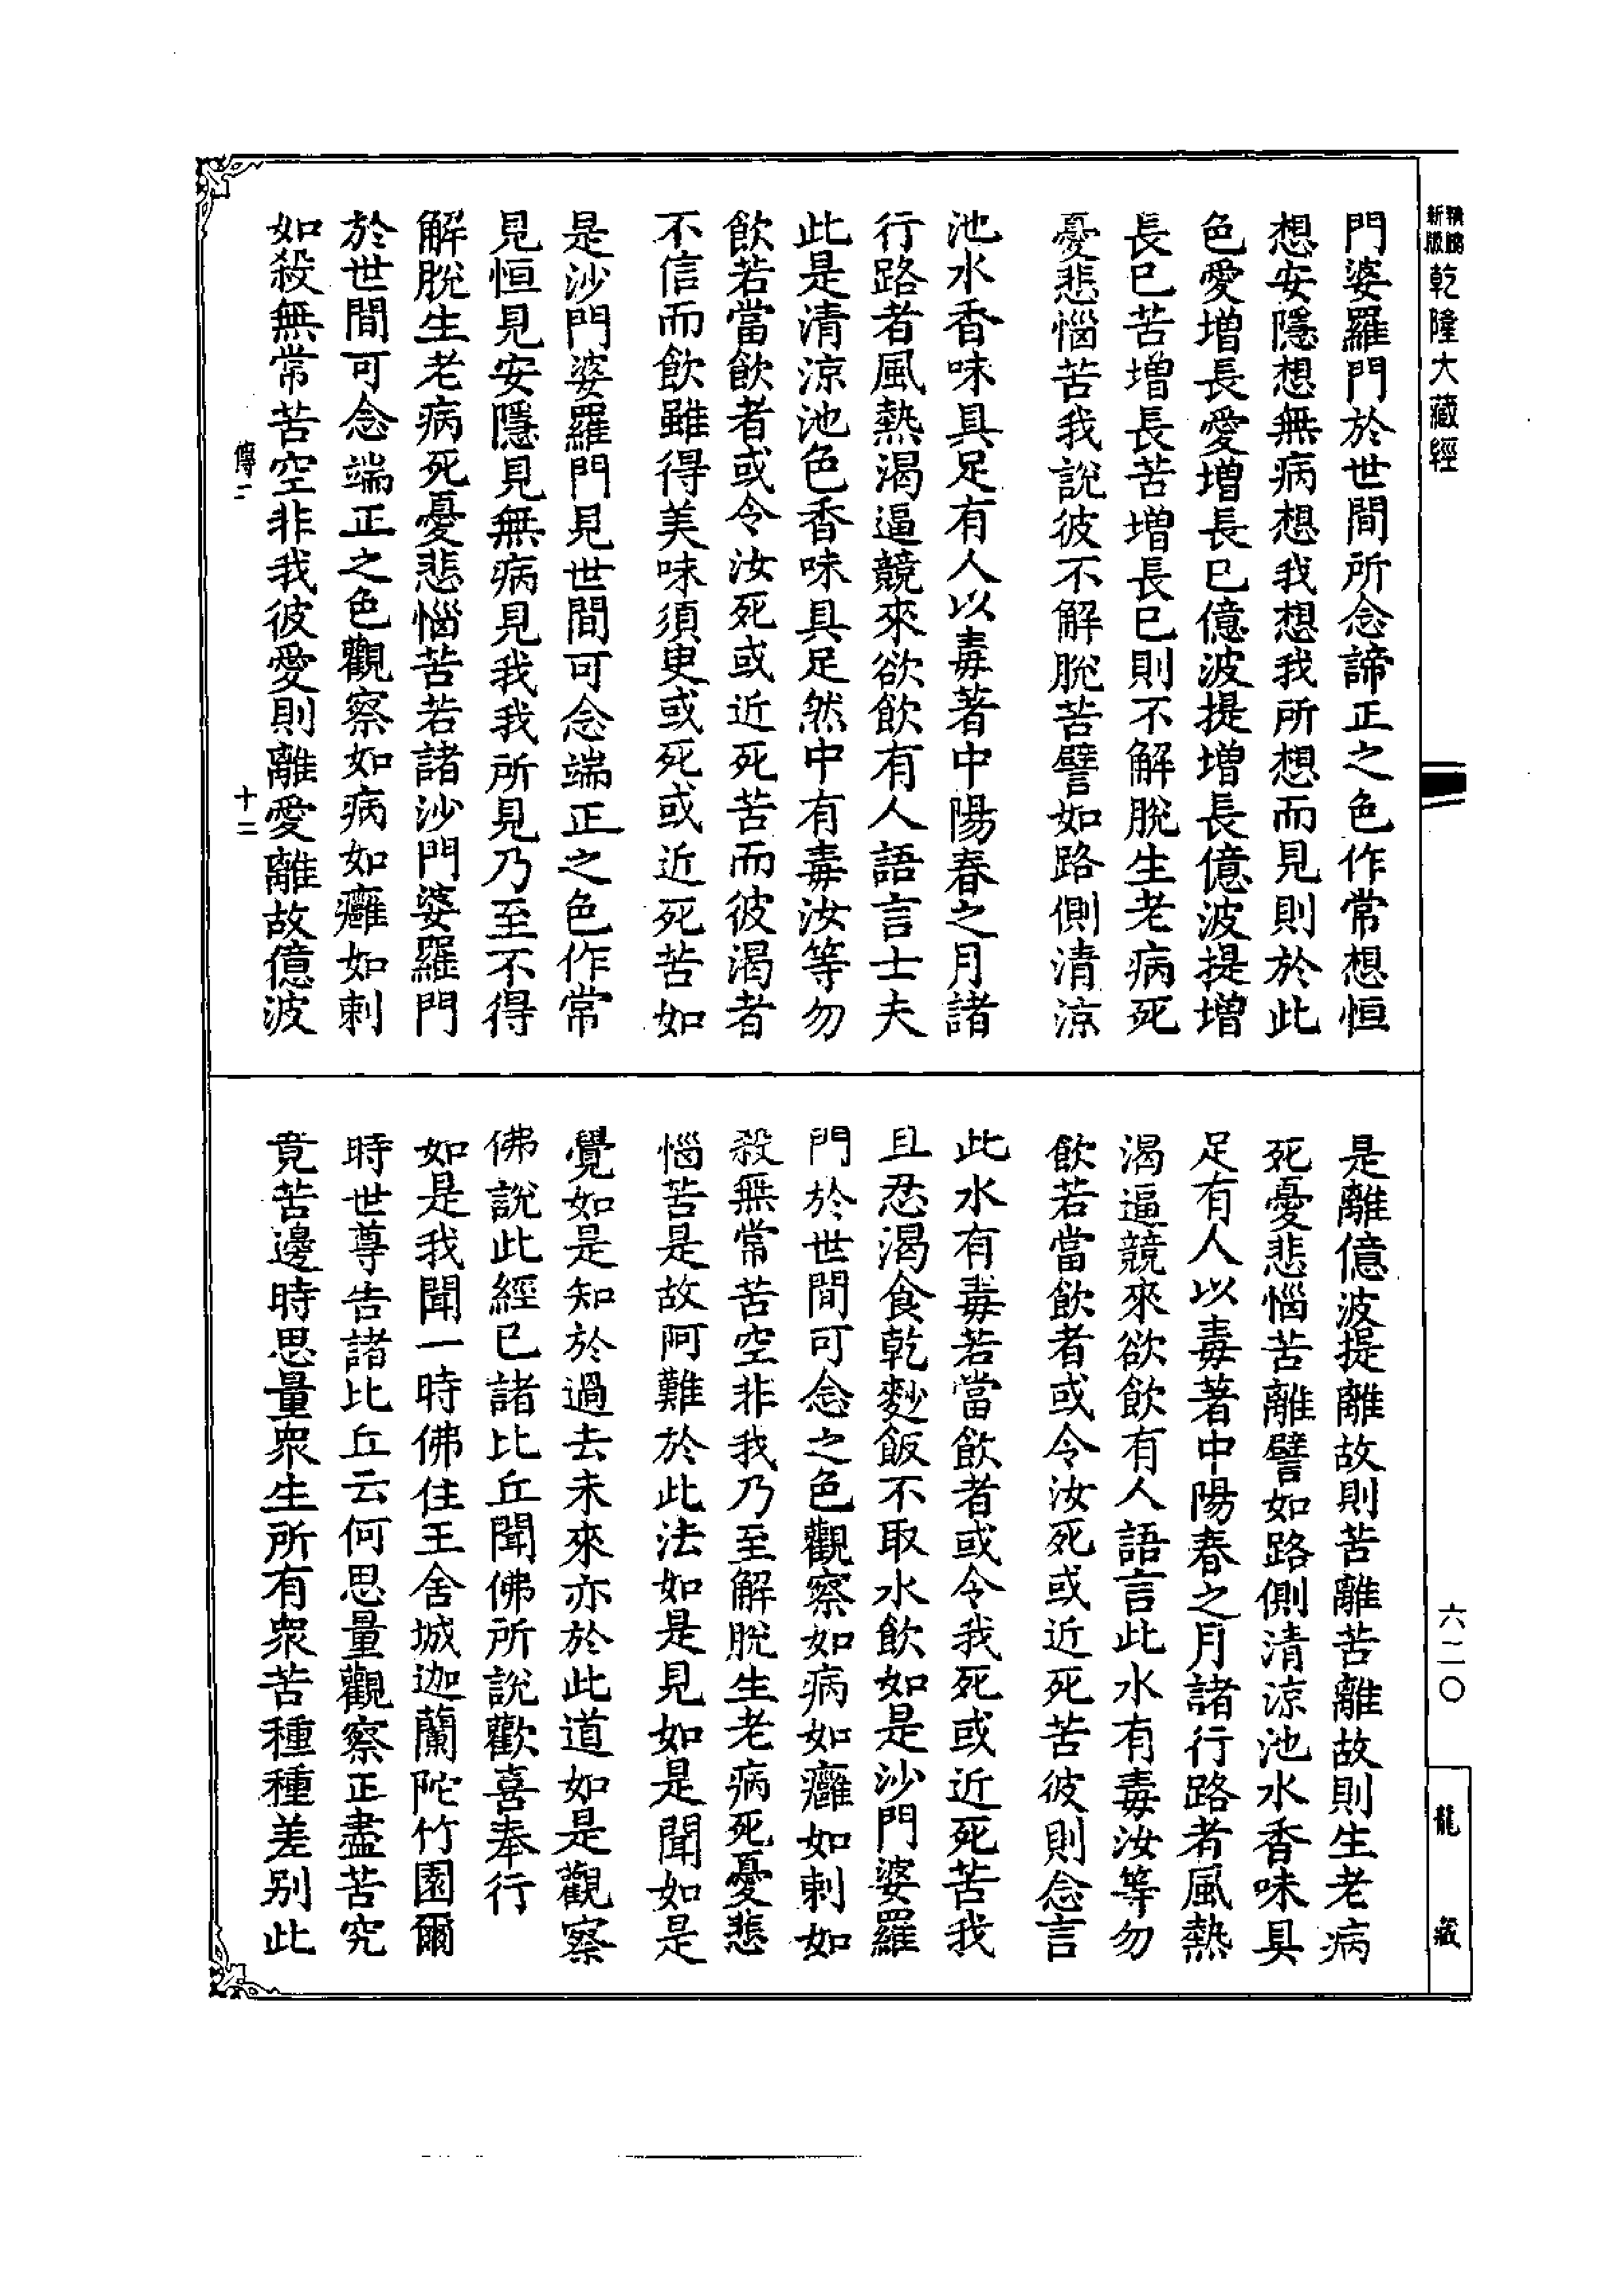 新版
乾隆大藏經
門婆羅門於世間所念諦正之色作常想恒
想安隱想無病想我想我所想而見則於此
色愛增長愛增長已億波提增長億波提增
長已苦增長苦增長已則不解脫生老病死
憂悲惱苦我說彼不解脫苦譬如路側清涼
池水香味具足有人以毒著中陽春之月諸
行路者風熱渴逼競來欲飲有人語言士夫
此是清涼池色香味具足然中有毒汝等勿
飲若當飲者或令汝死或近死苦而彼渴者
不信而飲雖得美味須臾或死或近死苦如
是沙門婆羅門見世間可念端正之色作常
見恒見安隱見無病見我我所見乃至不得
解脫生老病死憂悲惱苦若諸沙門婆羅門
於世間可念端正之色觀察如病如癰如刺
如殺無常苦空非我彼愛則離愛離故億波
傳二
十二
是離億波提離故則苦離苦離故則生老病
死憂悲惱苦離譬如路側清涼池水香味具
足有人以毒著中陽春之月諸行路者風熱
渴逼競來欲飲有人語言此水有毒汝等勿
飲若當飲者或令汝死或近死苦彼則念言
此水有毒若當飲者或令我死或近死苦我
且忍渴食乾麨飯不取水飲如是沙門婆羅
門於世間可念之色觀察如病如癰如刺如
殺無常苦空非我乃至解脫生老病死憂悲
惱苦是故阿難於此法如是見如是聞如是
覺如是知於過去未來亦於此道如是觀察
佛說此經已諸比丘聞佛所說歡喜奉行
如是我聞一時佛住王舍城迦蘭陀竹園爾
時世尊告諸比丘云何思量觀察正盡苦究
竟苦邊時思量眾生所有眾苦種種差別此
六二〇
龍藏